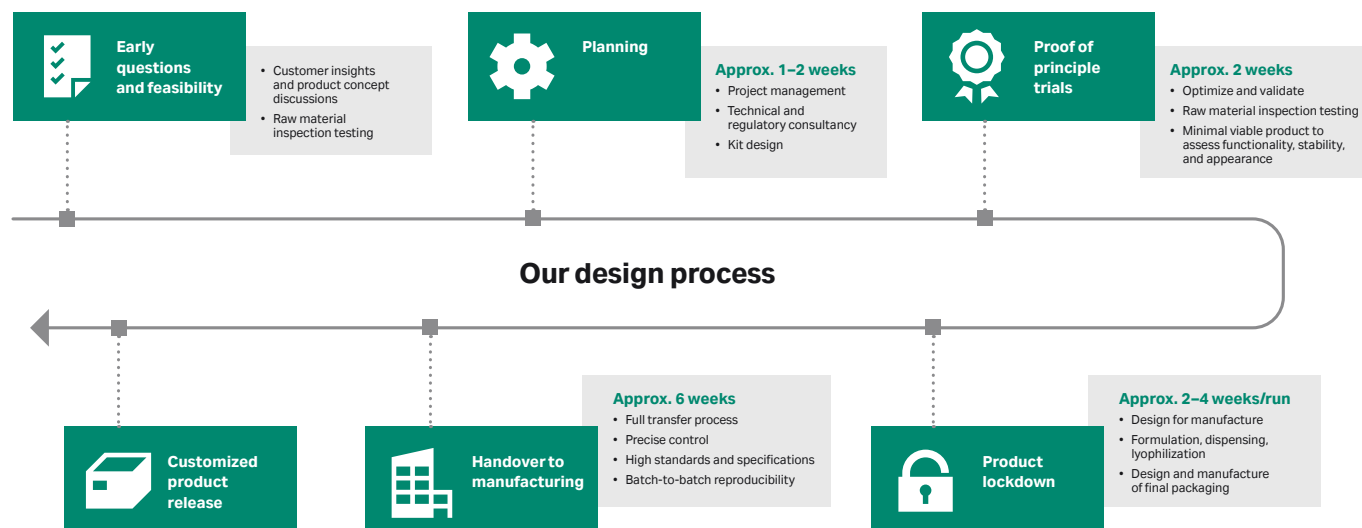 Early
questions
and feasibility
• Customer insights
and product concept
discussions
• Raw material
inspection testing
Planning
Approx. 1–2 weeks
• Project management
• Technical and
regulatory consultancy
• Kit design
Proof of
principle
trials
Approx. 2 weeks
• Optimize and validate
• Raw material inspection testing
• Minimal viable product to
assess functionality, stability,
and appearance
Our design process
Customized
product
release
Handover to
manufacturing
Approx. 6 weeks
• Full transfer process
• Precise control
• High standards and specifications
• Batch-to-batch reproducibility
Product
lockdown
Approx. 2–4 weeks/run
• Design for manufacture
• Formulation, dispensing,
lyophilization
• Design and manufacture
of final packaging